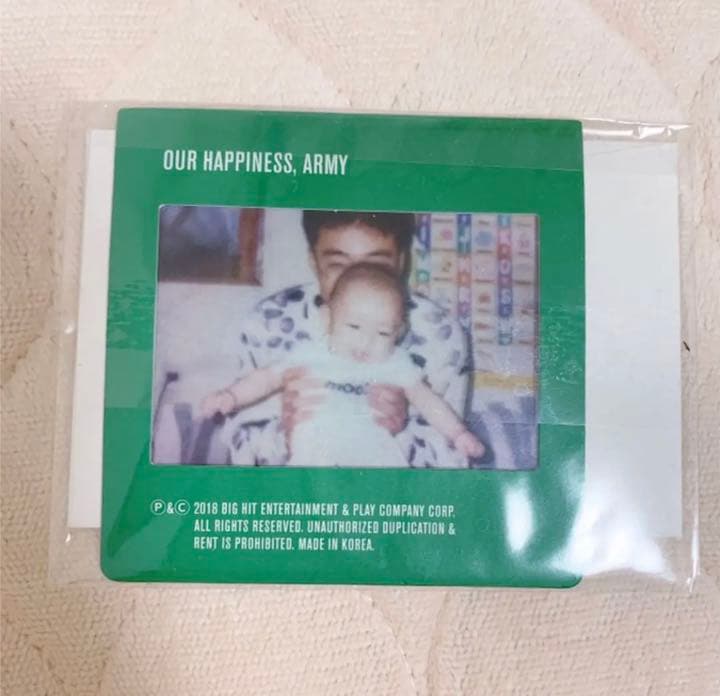 OUR HAPPINESS, ARMY
Ⓟ&Ⓒ 2018 BIG HIT ENTERTAINMENT & PLAY COMPANY CORP.
ALL RIGHTS RESERVED. UNAUTHORIZED DUPLICATION &
RENT IS PROHIBITED. MADE IN KOREA.